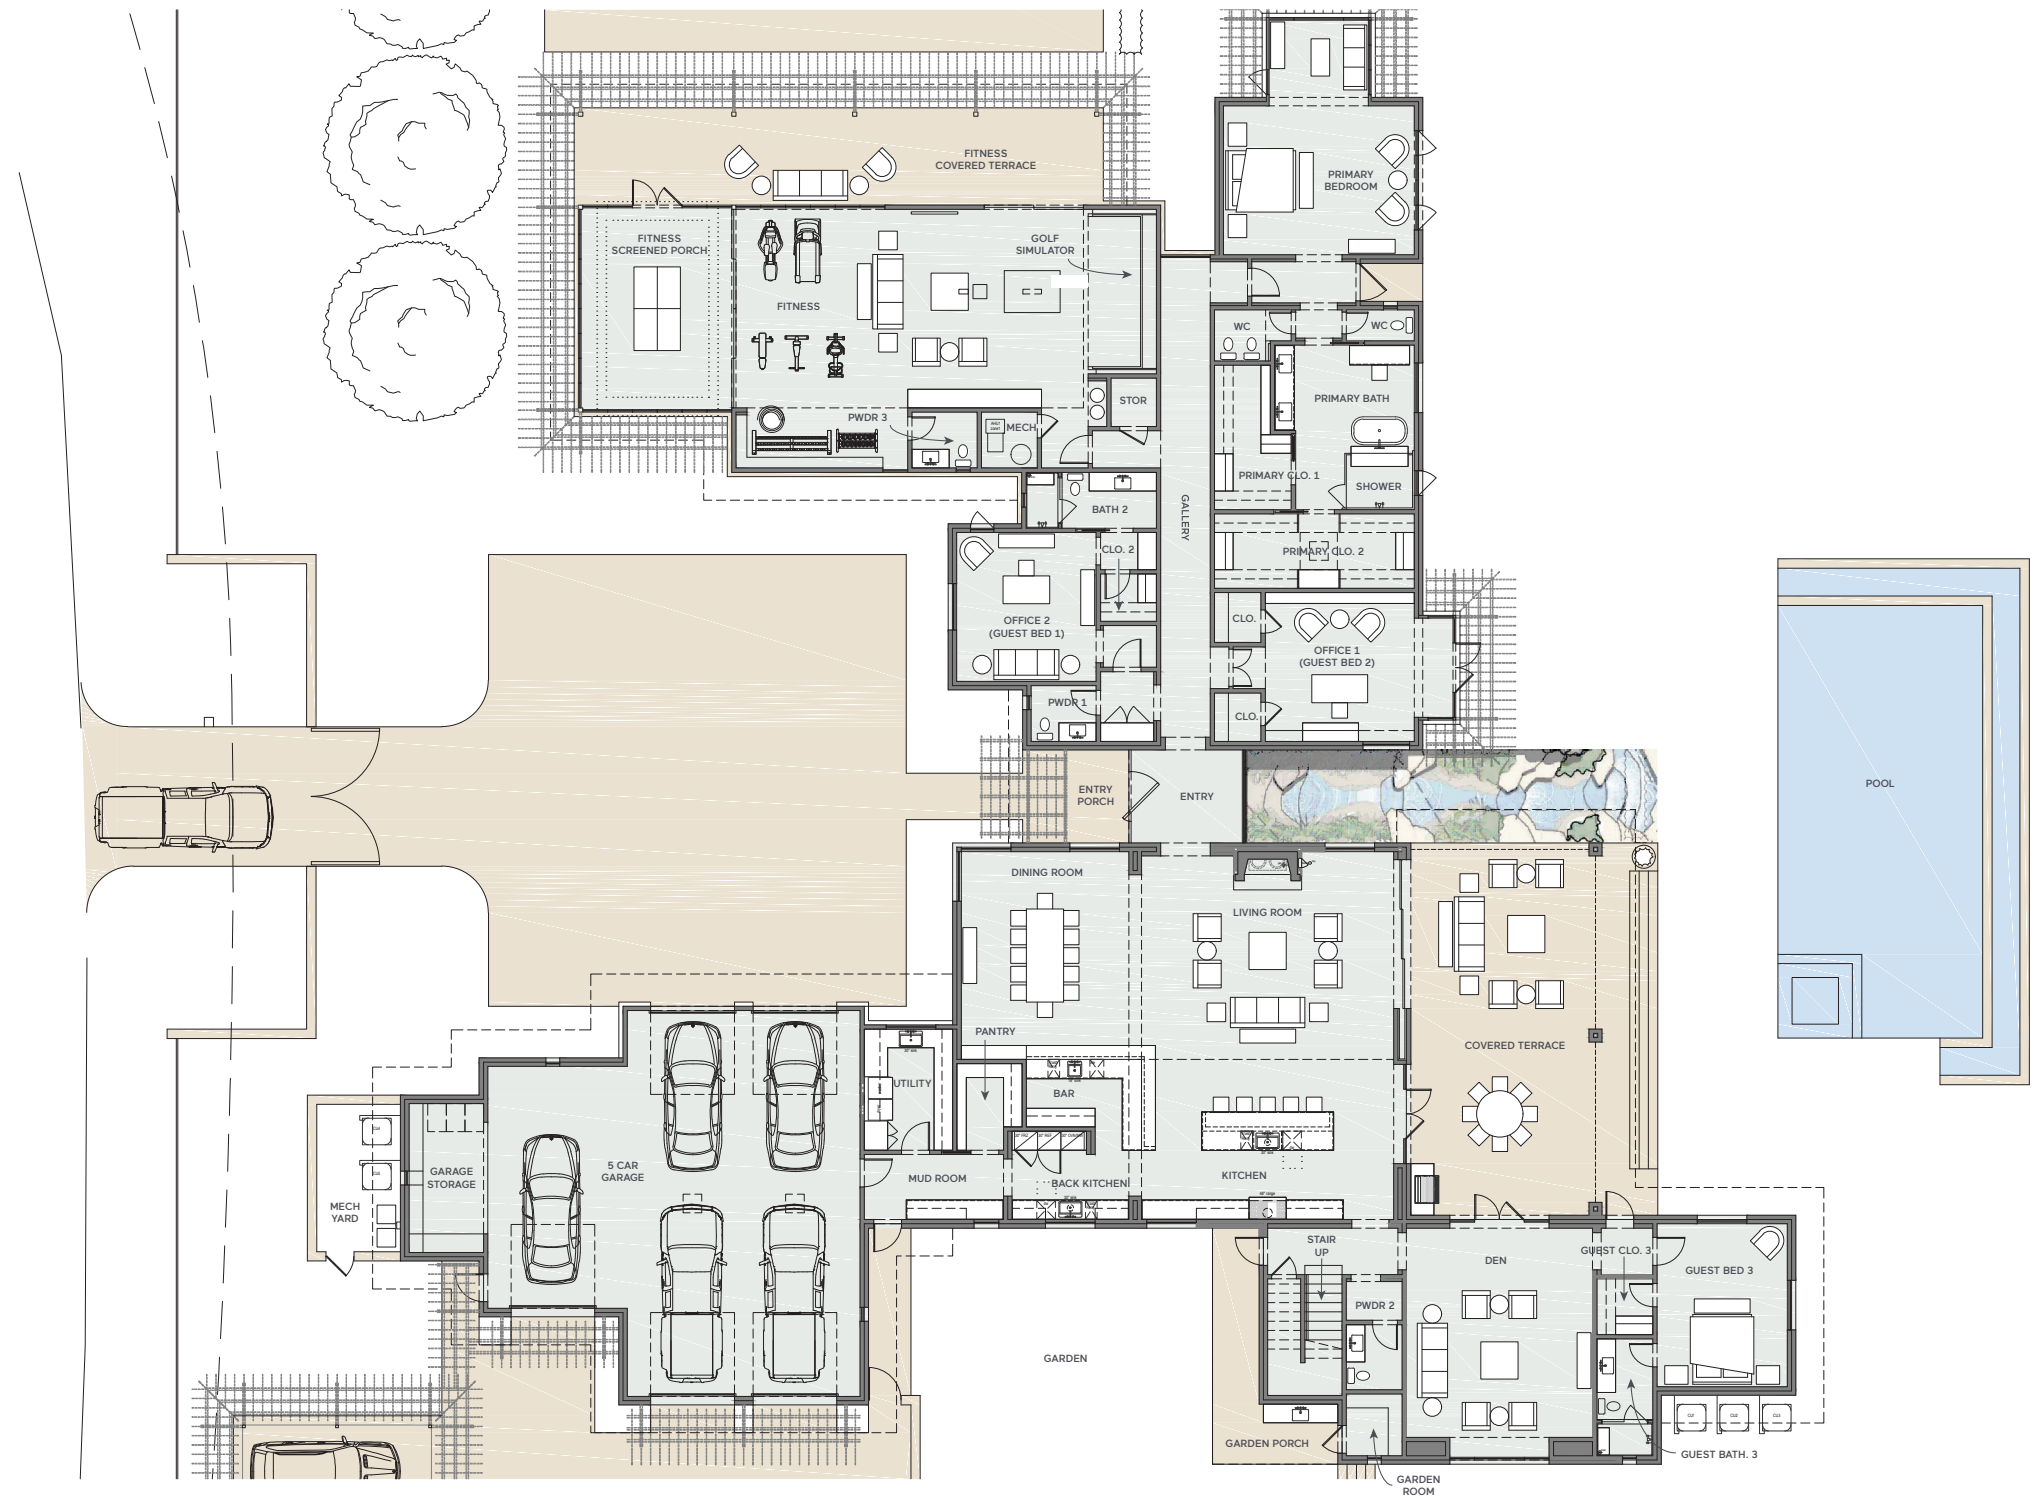 FITNESS
COVERED TERRACE
PRIMARY
BEDROOM
FITNESS
SCREENED PORCH
GOLF
SIMULATOR
FITNESS
WC
WC
PRIMARY BATH
STOR
PWDR 3
MECH
PRIMARY CLO. 1
SHOWER
BATH 2
GALLERY
CLO. 2
PRIMARY CLO. 2
OFFICE 2
(GUEST BED 1)
CLO.
OFFICE 1
(GUEST BED 2)
PWDR 1
CLO.
ENTRY
PORCH
ENTRY
POOL
DINING ROOM
LIVING ROOM
PANTRY
COVERED TERRACE
UTILITY
BAR
5 CAR
GARAGE
GARAGE
STORAGE
MUD ROOM
BACK KITCHEN
KITCHEN
MECH
YARD
STAIR
UP
DEN
GUEST CLO. 3
GUEST BED 3
PWDR 2
GARDEN
GARDEN PORCH
GUEST BATH. 3
GARDEN
ROOM